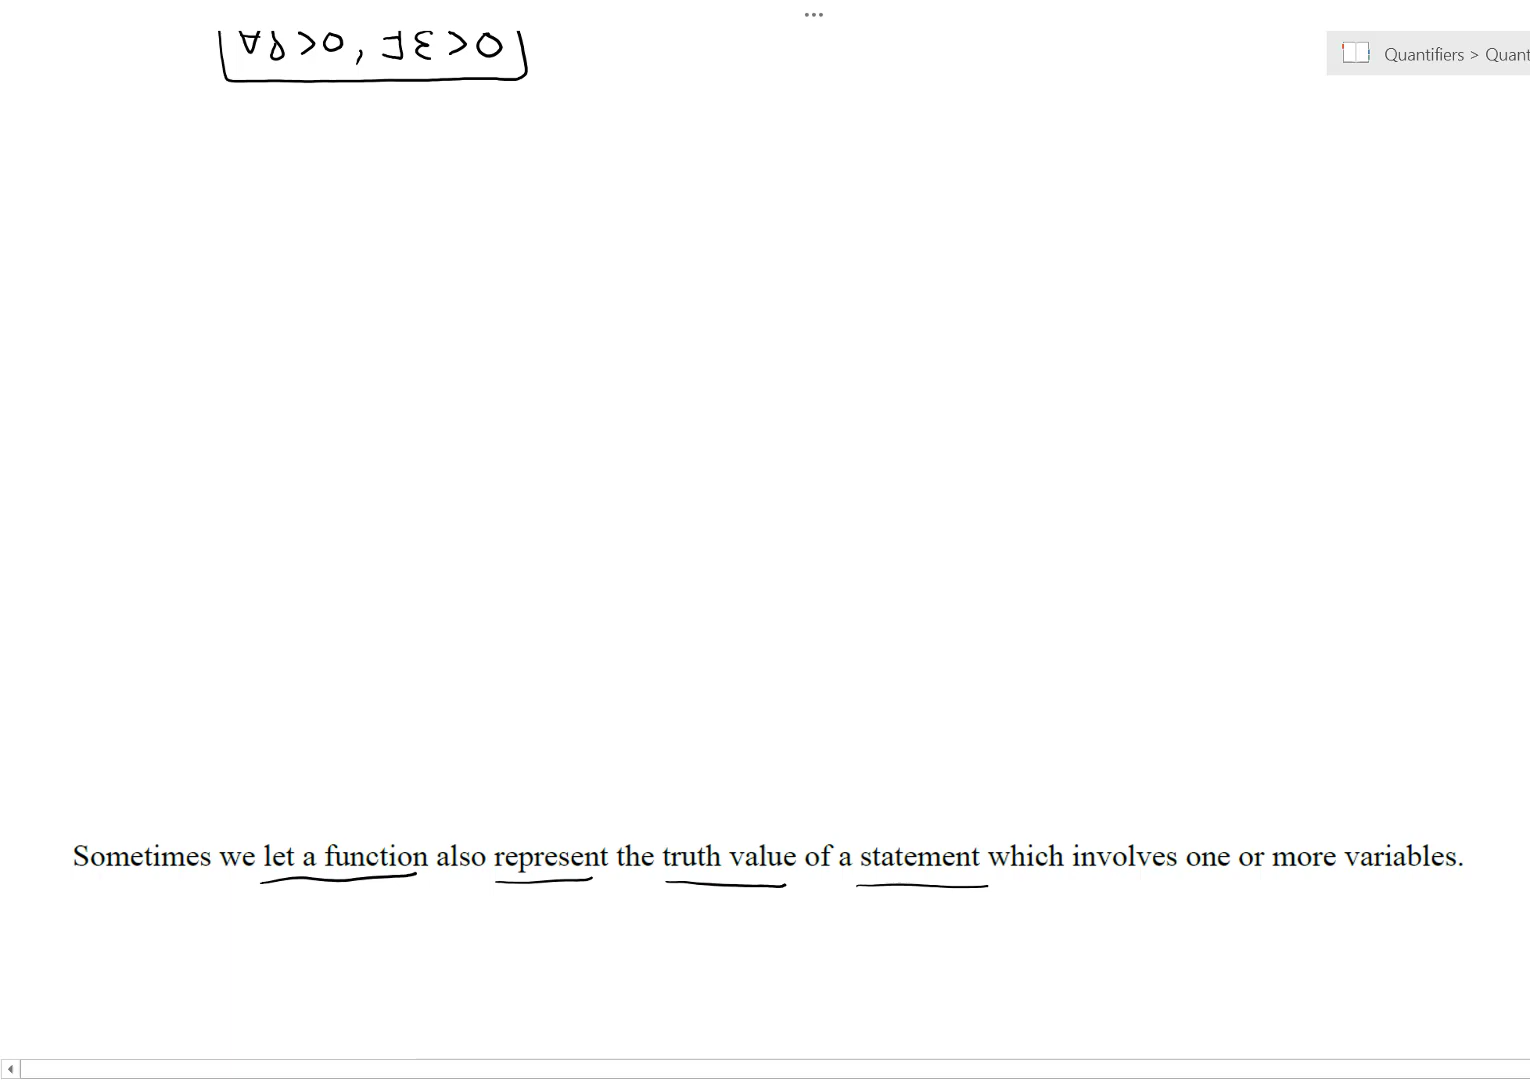 ∀δ>0, ∃ε>0
Quantifiers > Quant
Sometimes we let a function also represent the truth value of a statement which involves one or more variables.